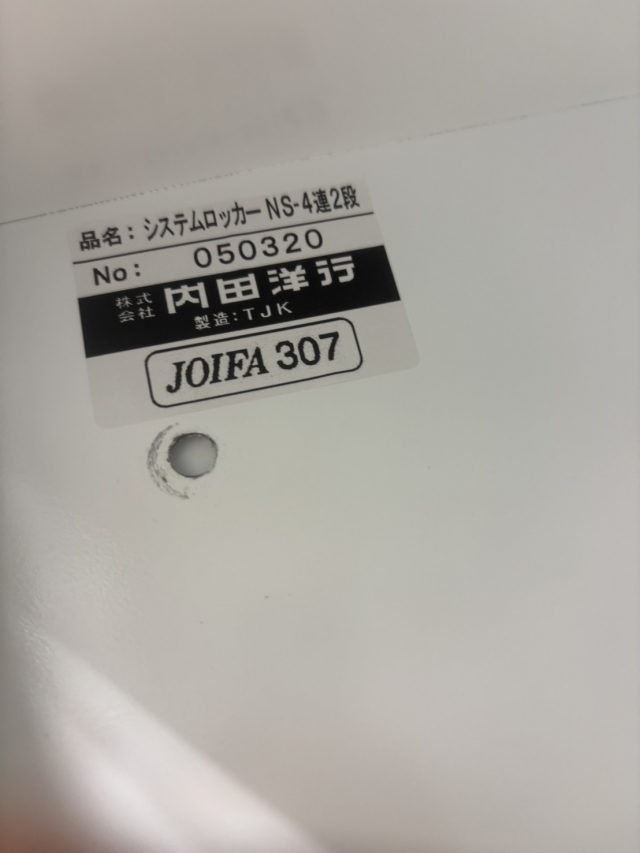 品名：システムロッカー NS-4連2段
No： 050320
株式会社 内田洋行
製造：TJK
JOIFA 307